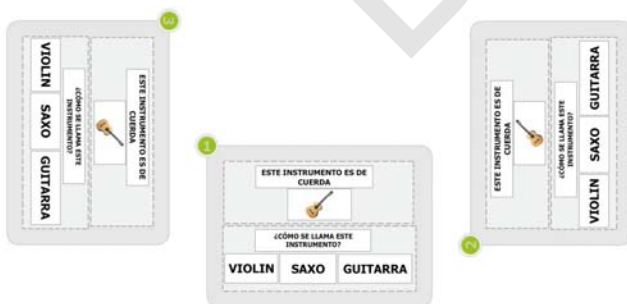 3
ESTE INSTRUMENTO ES DE
CUERDA
¿CÓMO SE LLAMA ESTE
INSTRUMENTO?
VIOLIN SAXO GUITARRA
1
ESTE INSTRUMENTO ES DE
CUERDA
¿CÓMO SE LLAMA ESTE
INSTRUMENTO?
VIOLIN SAXO GUITARRA
2
ESTE INSTRUMENTO ES DE
CUERDA
¿CÓMO SE LLAMA ESTE
INSTRUMENTO?
VIOLIN SAXO GUITARRA